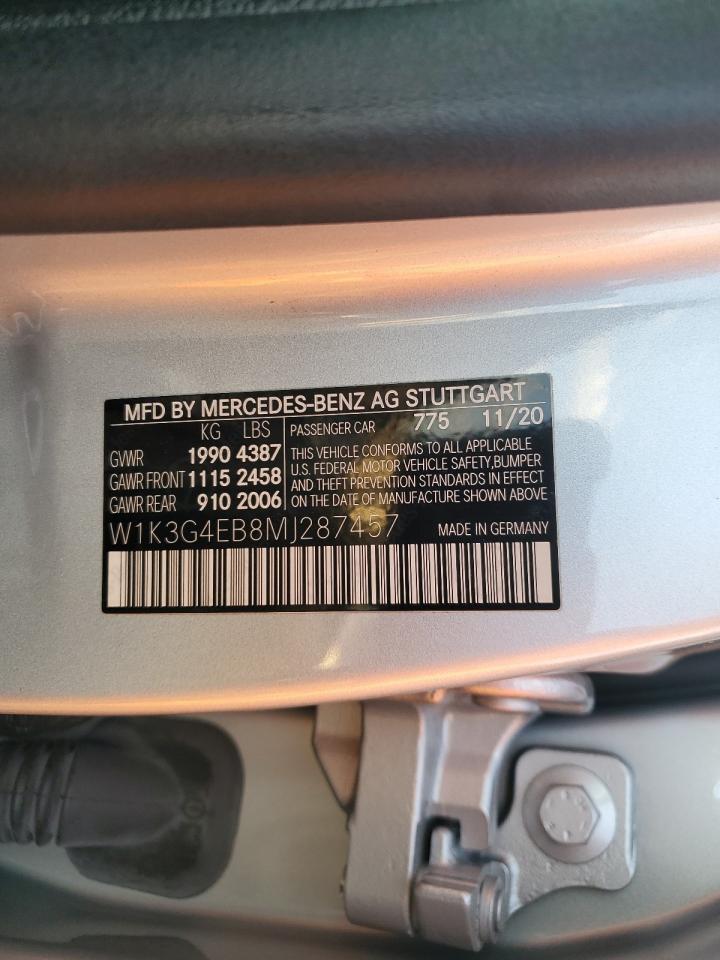 MFD BY MERCEDES-BENZ AG STUTTGART
KG LBS
GVWR 1990 4387
GAWR FRONT 1115 2458
GAWR REAR 910 2006
PASSENGER CAR 775 11/20
THIS VEHICLE CONFORMS TO ALL APPLICABLE
U.S. FEDERAL MOTOR VEHICLE SAFETY,BUMPER
AND THEFT PREVENTION STANDARDS IN EFFECT
ON THE DATE OF MANUFACTURE SHOWN ABOVE
W1K3G4EB8MJ287457 MADE IN GERMANY